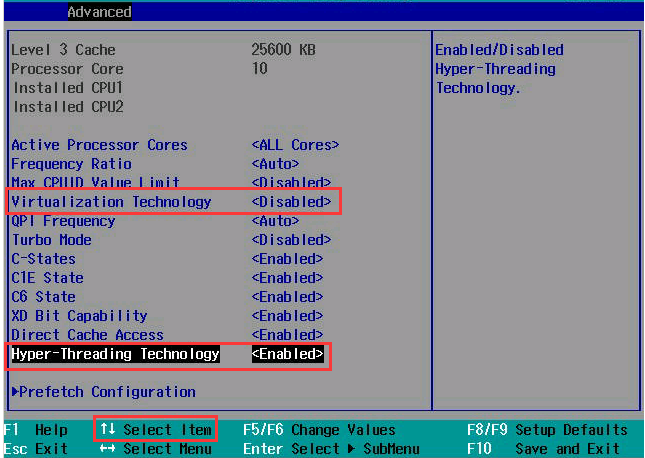 Advanced
Level 3 Cache 25600 KB
Processor Core 10
Installed CPU1
Installed CPU2
Active Processor Cores <ALL Cores>
Frequency Ratio <Auto>
Max CPUID Value Limit <Disabled>
Virtualization Technology <Disabled>
QPI Frequency <Auto>
Turbo Mode <Disabled>
C-States <Enabled>
C1E State <Enabled>
C6 State <Enabled>
XD Bit Capability <Enabled>
Direct Cache Access <Enabled>
Hyper-Threading Technology <Enabled>
▶Prefetch Configuration
Enabled/Disabled
Hyper-Threading
Technology.
F1 Help ↑↓ Select Item F5/F6 Change Values F8/F9 Setup Defaults
Esc Exit ↔ Select Menu Enter Select ▶ SubMenu F10 Save and Exit